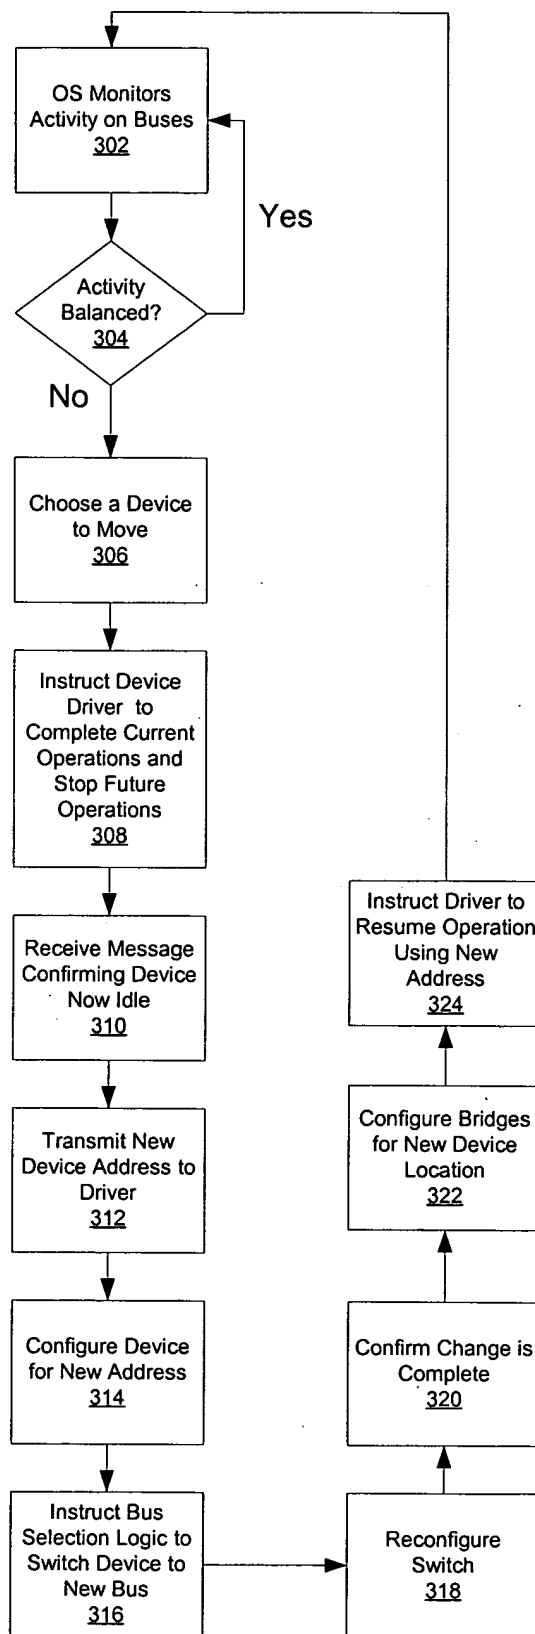 OS Monitors
Activity on Buses
302
Yes
Activity
Balanced?
304
No
Choose a Device
to Move
306
Instruct Device
Driver to
Complete Current
Operations and
Stop Future
Operations
308
Receive Message
Confirming Device
Now Idle
310
Transmit New
Device Address to
Driver
312
Configure Device
for New Address
314
Instruct Bus
Selection Logic to
Switch Device to
New Bus
316
Reconfigure
Switch
318
Confirm Change is
Complete
320
Configure Bridges
for New Device
Location
322
Instruct Driver to
Resume Operation
Using New
Address
324